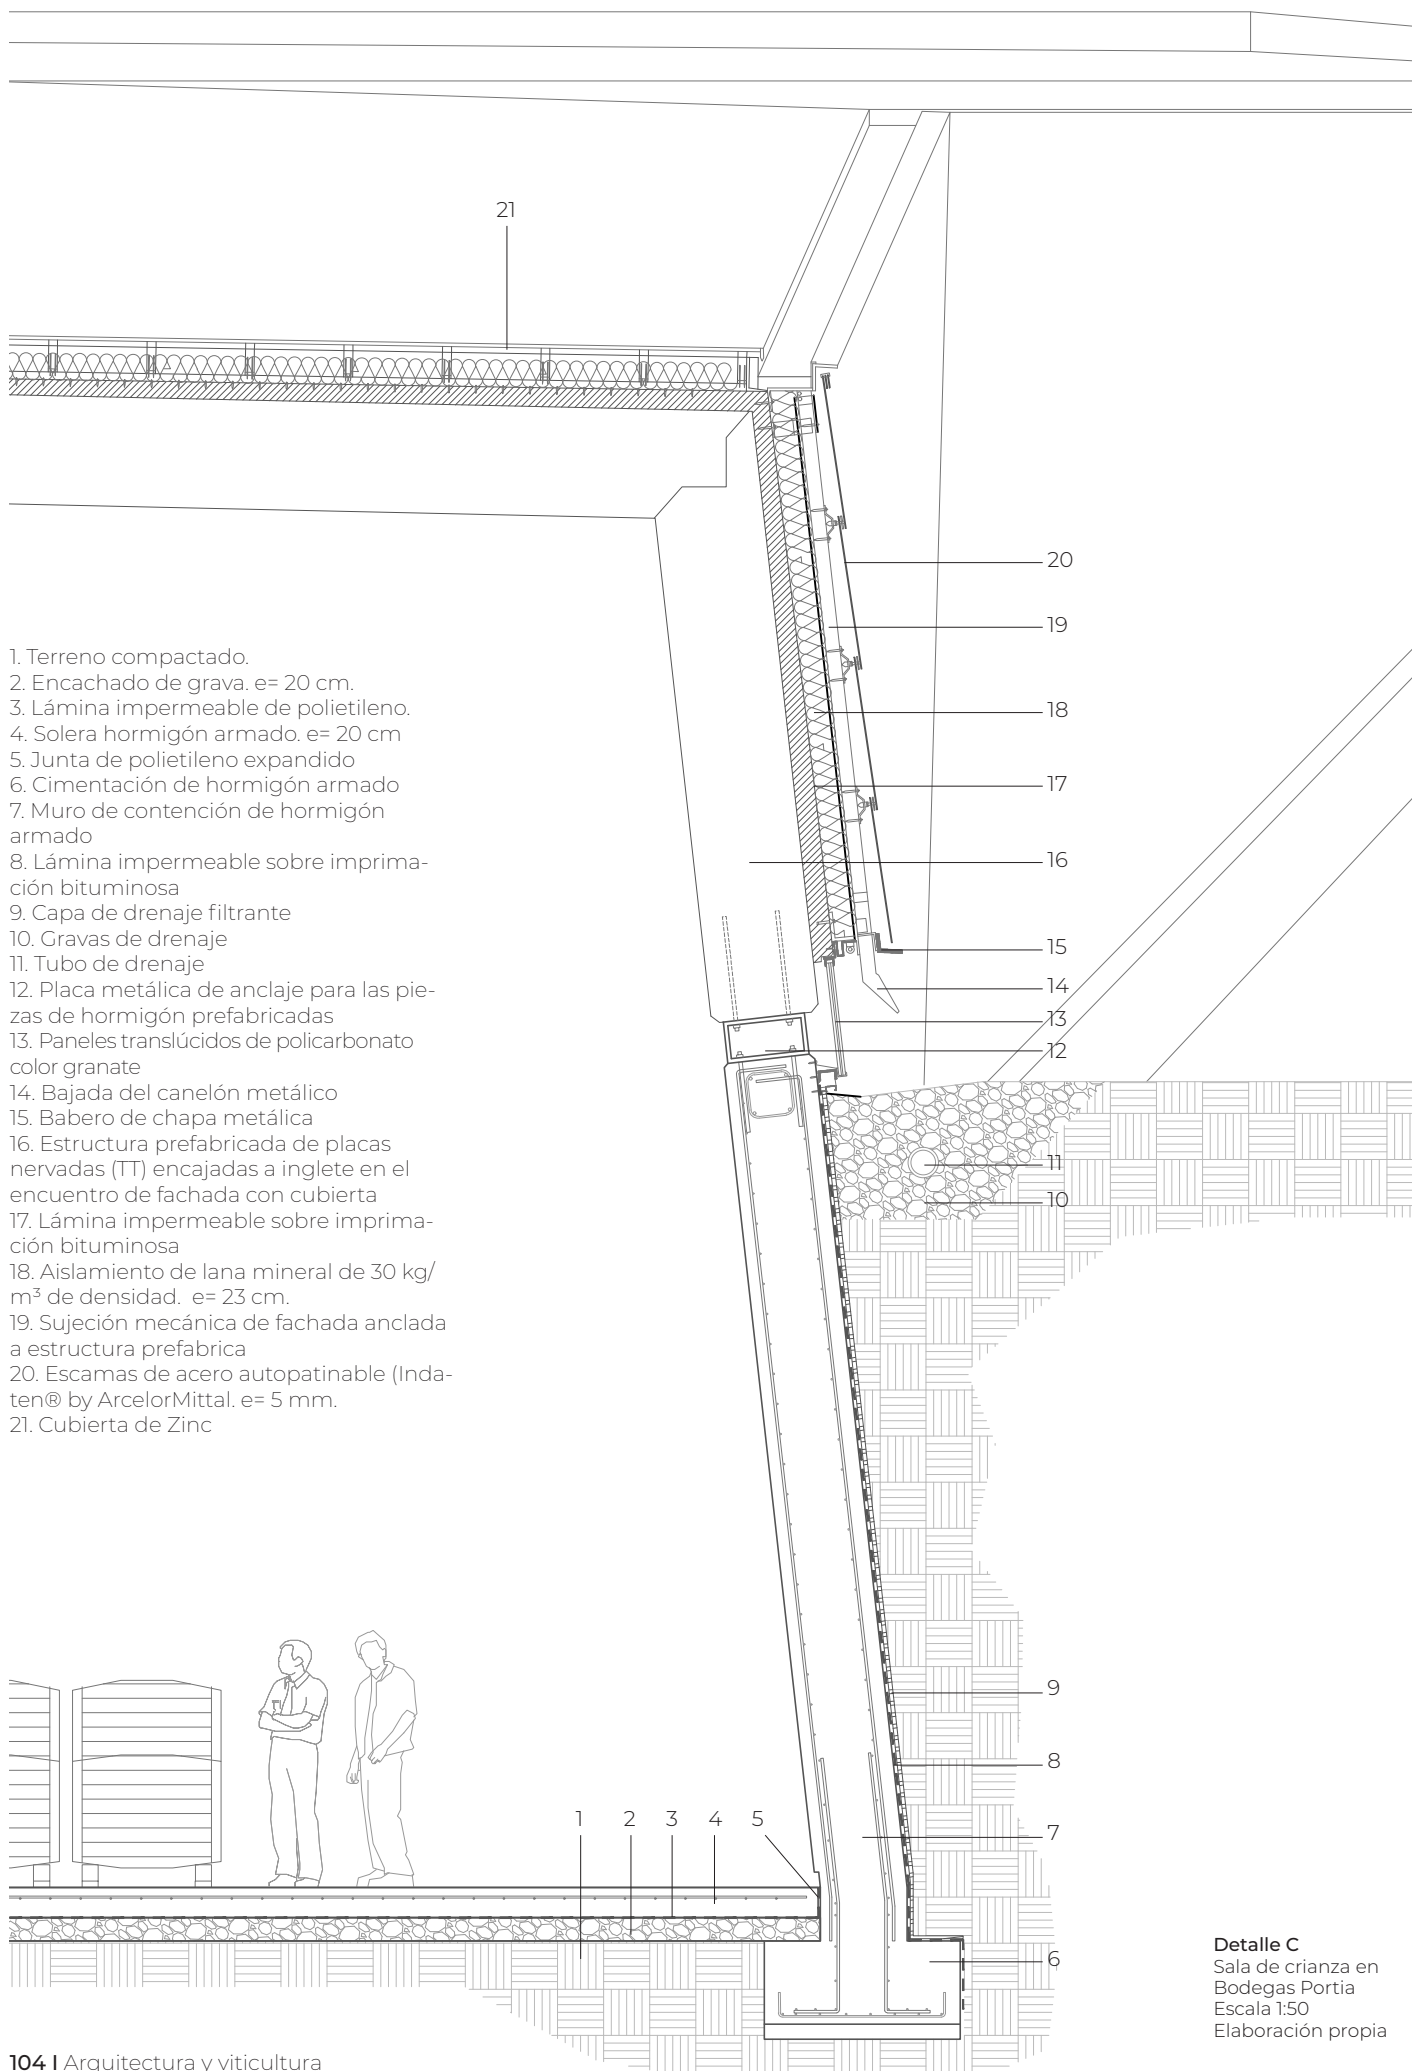 21
20
19
18
17
16
15
14
13
12
11
10
9
8
7
6
1 2 3 4 5
1. Terreno compactado.
2. Encachado de grava. e= 20 cm.
3. Lámina impermeable de polietileno.
4. Solera hormigón armado. e= 20 cm
5. Junta de polietileno expandido
6. Cimentación de hormigón armado
7. Muro de contención de hormigón
armado
8. Lámina impermeable sobre imprima-
ción bituminosa
9. Capa de drenaje filtrante
10. Gravas de drenaje
11. Tubo de drenaje
12. Placa metálica de anclaje para las pie-
zas de hormigón prefabricadas
13. Paneles translúcidos de policarbonato
color granate
14. Bajada del canelón metálico
15. Babero de chapa metálica
16. Estructura prefabricada de placas
nervadas (TT) encajadas a inglete en el
encuentro de fachada con cubierta
17. Lámina impermeable sobre imprima-
ción bituminosa
18. Aislamiento de lana mineral de 30 kg/
m³ de densidad.  e= 23 cm.
19. Sujeción mecánica de fachada anclada
a estructura prefabrica
20. Escamas de acero autopatinable (Inda-
ten® by ArcelorMittal. e= 5 mm.
21. Cubierta de Zinc
Detalle C
Sala de crianza en
Bodegas Portia
Escala 1:50
Elaboración propia
104 I Arquitectura y viticultura